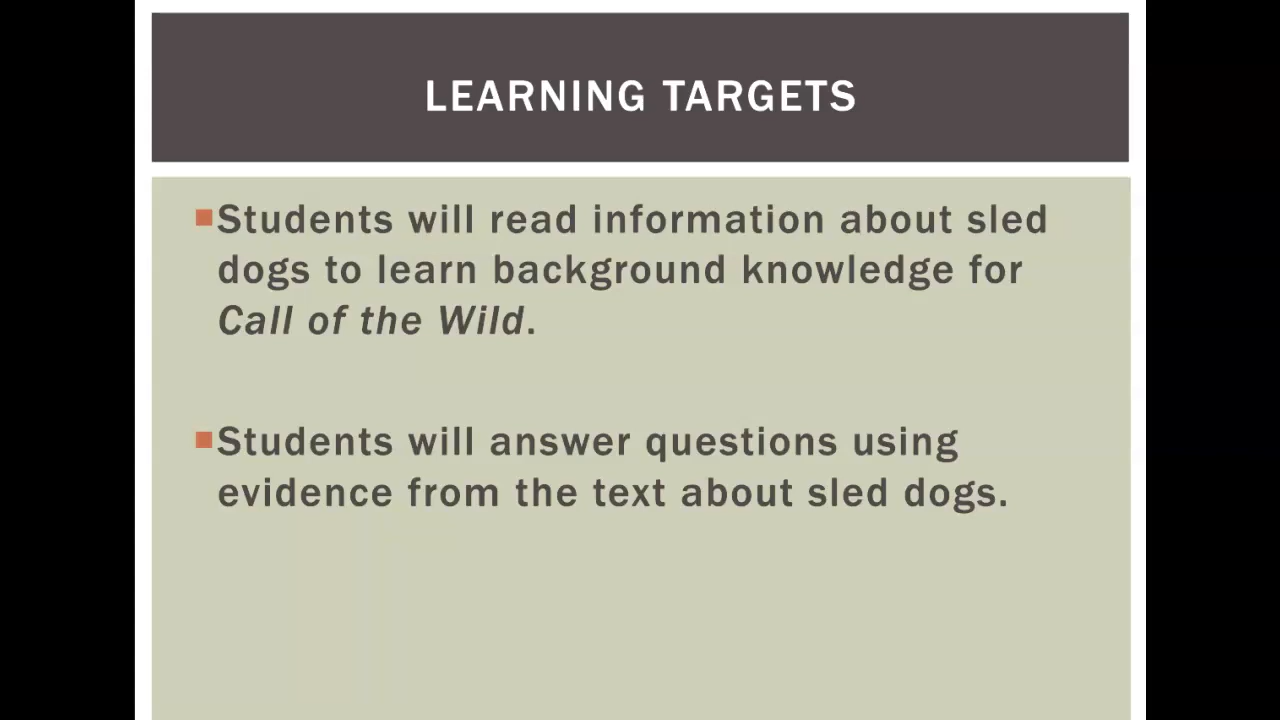 LEARNING TARGETS
Students will read information about sled
dogs to learn background knowledge for
Call of the Wild.
Students will answer questions using
evidence from the text about sled dogs.